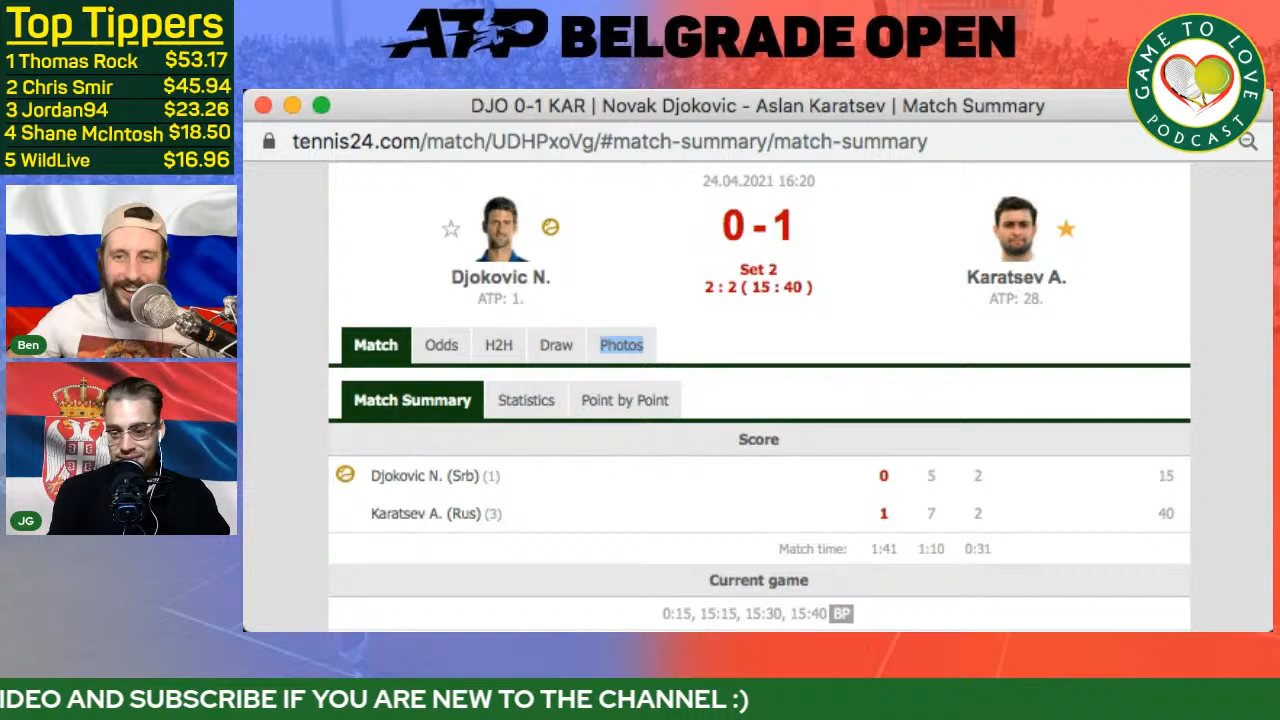 Top Tippers
1 Thomas Rock $53.17
2 Chris Smir $45.94
3 Jordan94 $23.26
4 Shane McIntosh $18.50
5 WildLive $16.96
ATP BELGRADE OPEN
GAME TO LOVE
PODCAST
DJO 0-1 KAR | Novak Djokovic - Aslan Karatsev | Match Summary
tennis24.com/match/UDHPxoVg/#match-summary/match-summary
24.04.2021 16:20
0 - 1
Set 2
2 : 2 ( 15 : 40 )
Djokovic N.
ATP: 1.
Karatsev A.
ATP: 28.
Match Odds H2H Draw Photos
Match Summary Statistics Point by Point
Score
Djokovic N. (Srb) (1) 0 5 2 15
Karatsev A. (Rus) (3) 1 7 2 40
Match time: 1:41 1:10 0:31
Current game
0:15, 15:15, 15:30, 15:40 BP
Ben
JG
IDEO AND SUBSCRIBE IF YOU ARE NEW TO THE CHANNEL :)